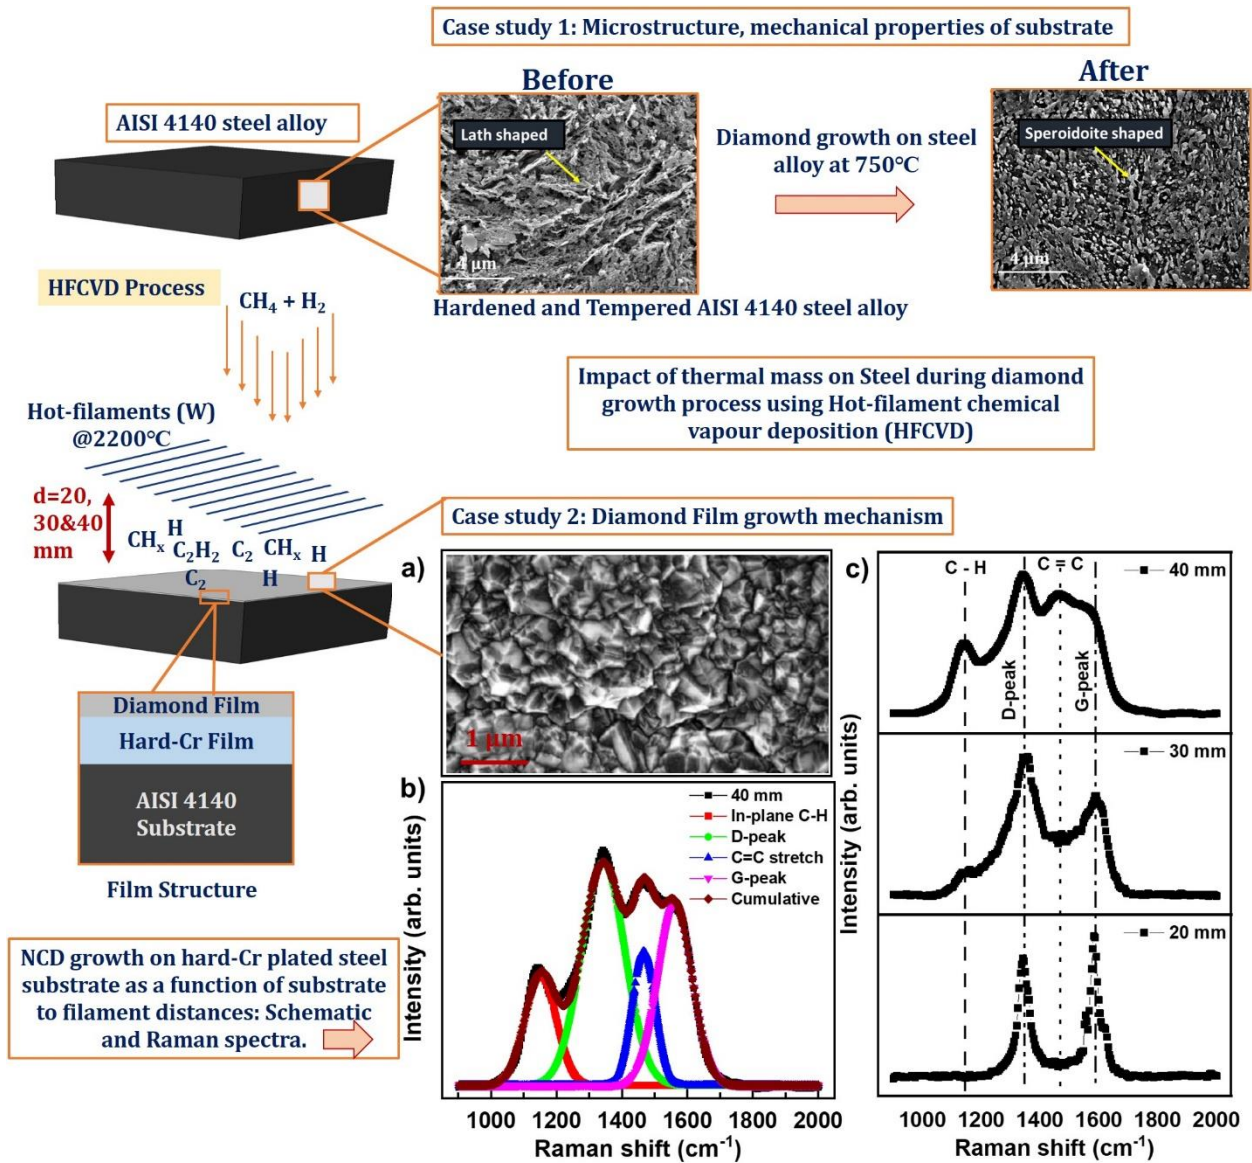 Case study 1: Microstructure, mechanical properties of substrate
Before
After
AISI 4140 steel alloy
Lath shaped
4 µm
Diamond growth on steel
alloy at 750°C
Speroidoite shaped
4 µm
Hardened and Tempered AISI 4140 steel alloy
HFCVD Process
CH₄ + H₂
Impact of thermal mass on Steel during diamond
growth process using Hot-filament chemical
vapour deposition (HFCVD)
Hot-filaments (W)
@2200°C
d=20,
30&40
mm
CHₓ H C₂H₂ C₂ CHₓ H
C₂ H
Case study 2: Diamond Film growth mechanism
Diamond Film
Hard-Cr Film
AISI 4140
Substrate
Film Structure
NCD growth on hard-Cr plated steel
substrate as a function of substrate
to filament distances: Schematic
and Raman spectra.
a)
1 µm
b)
40 mm
In-plane C-H
D-peak
C=C stretch
G-peak
Cumulative
Intensity (arb. units)
1000 1200 1400 1600 1800 2000
Raman shift (cm⁻¹)
c)
C - H
C = C
40 mm
D-peak
G-peak
30 mm
20 mm
Intensity (arb. units)
1000 1200 1400 1600 1800 2000
Raman shift (cm⁻¹)